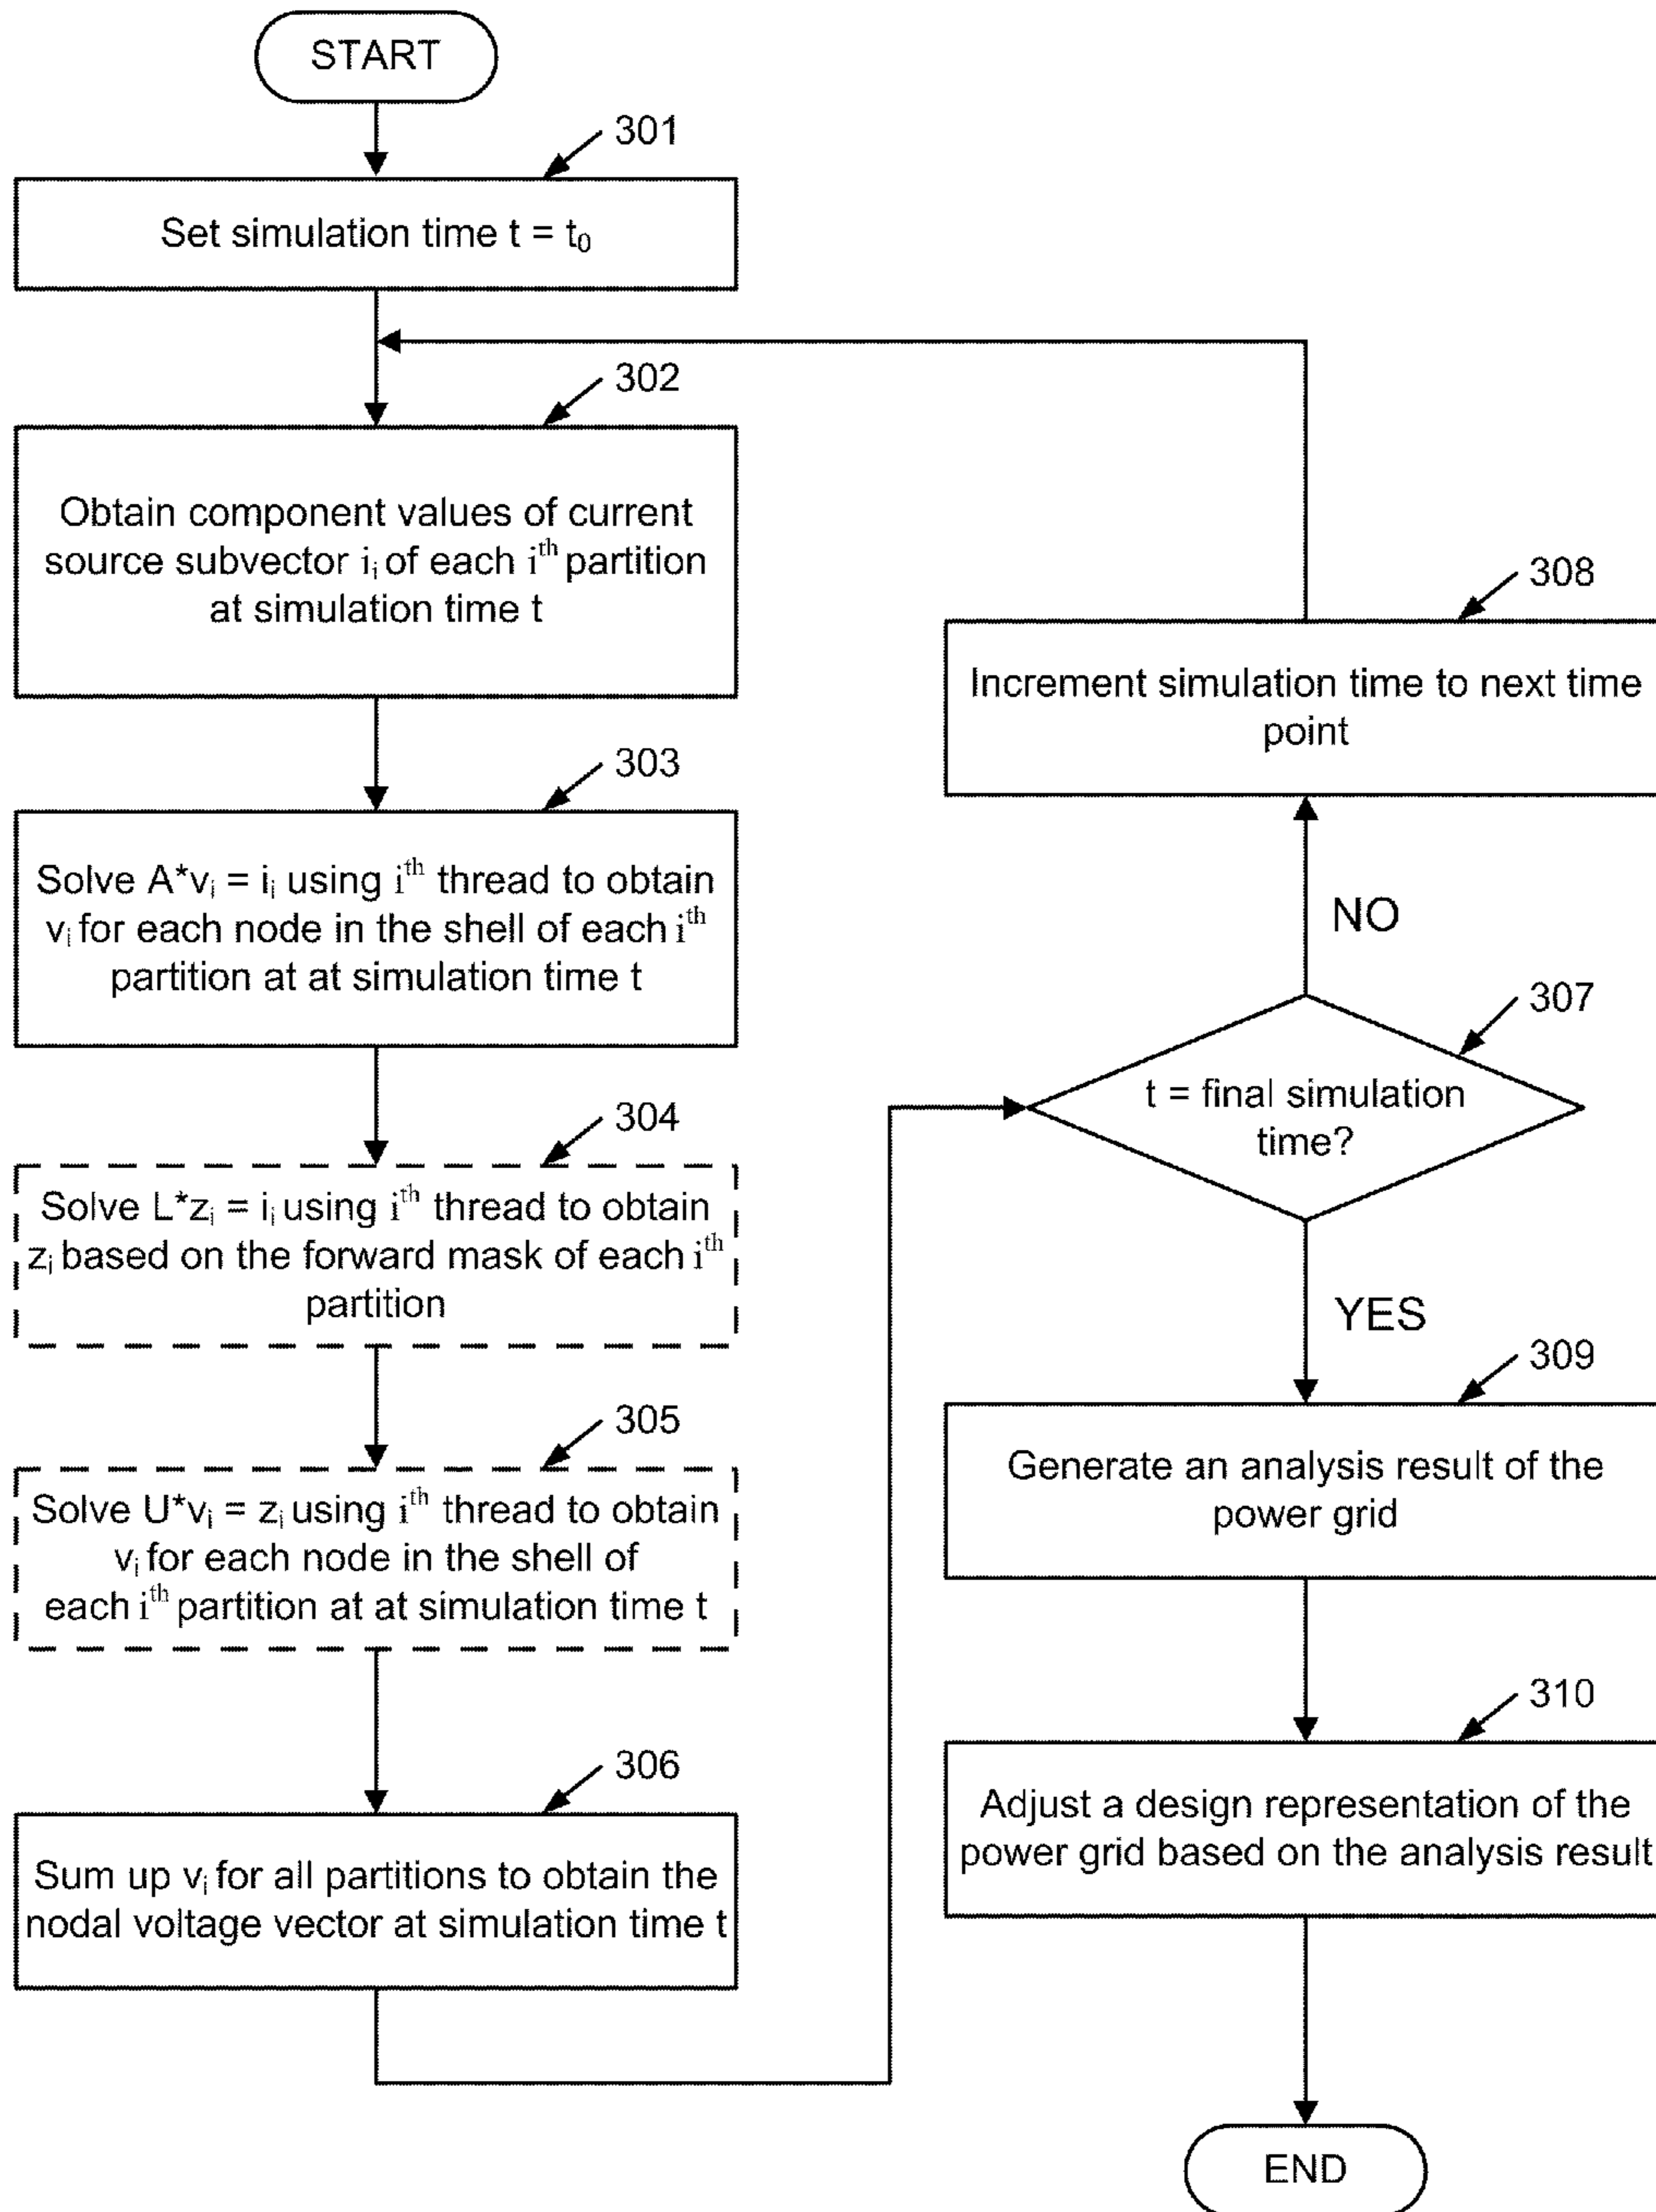 START
301
Set simulation time t = t₀
302
Obtain component values of current
source subvector iᵢ of each iᵗʰ partition
at simulation time t
303
Solve A*vᵢ = iᵢ using iᵗʰ thread to obtain
vᵢ for each node in the shell of each iᵗʰ
partition at at simulation time t
304
Solve L*zᵢ = iᵢ using iᵗʰ thread to obtain
zᵢ based on the forward mask of each iᵗʰ
partition
305
Solve U*vᵢ = zᵢ using iᵗʰ thread to obtain
vᵢ for each node in the shell of
each iᵗʰ partition at at simulation time t
306
Sum up vᵢ for all partitions to obtain the
nodal voltage vector at simulation time t
308
Increment simulation time to next time
point
NO
307
t = final simulation
time?
YES
309
Generate an analysis result of the
power grid
310
Adjust a design representation of the
power grid based on the analysis result
END